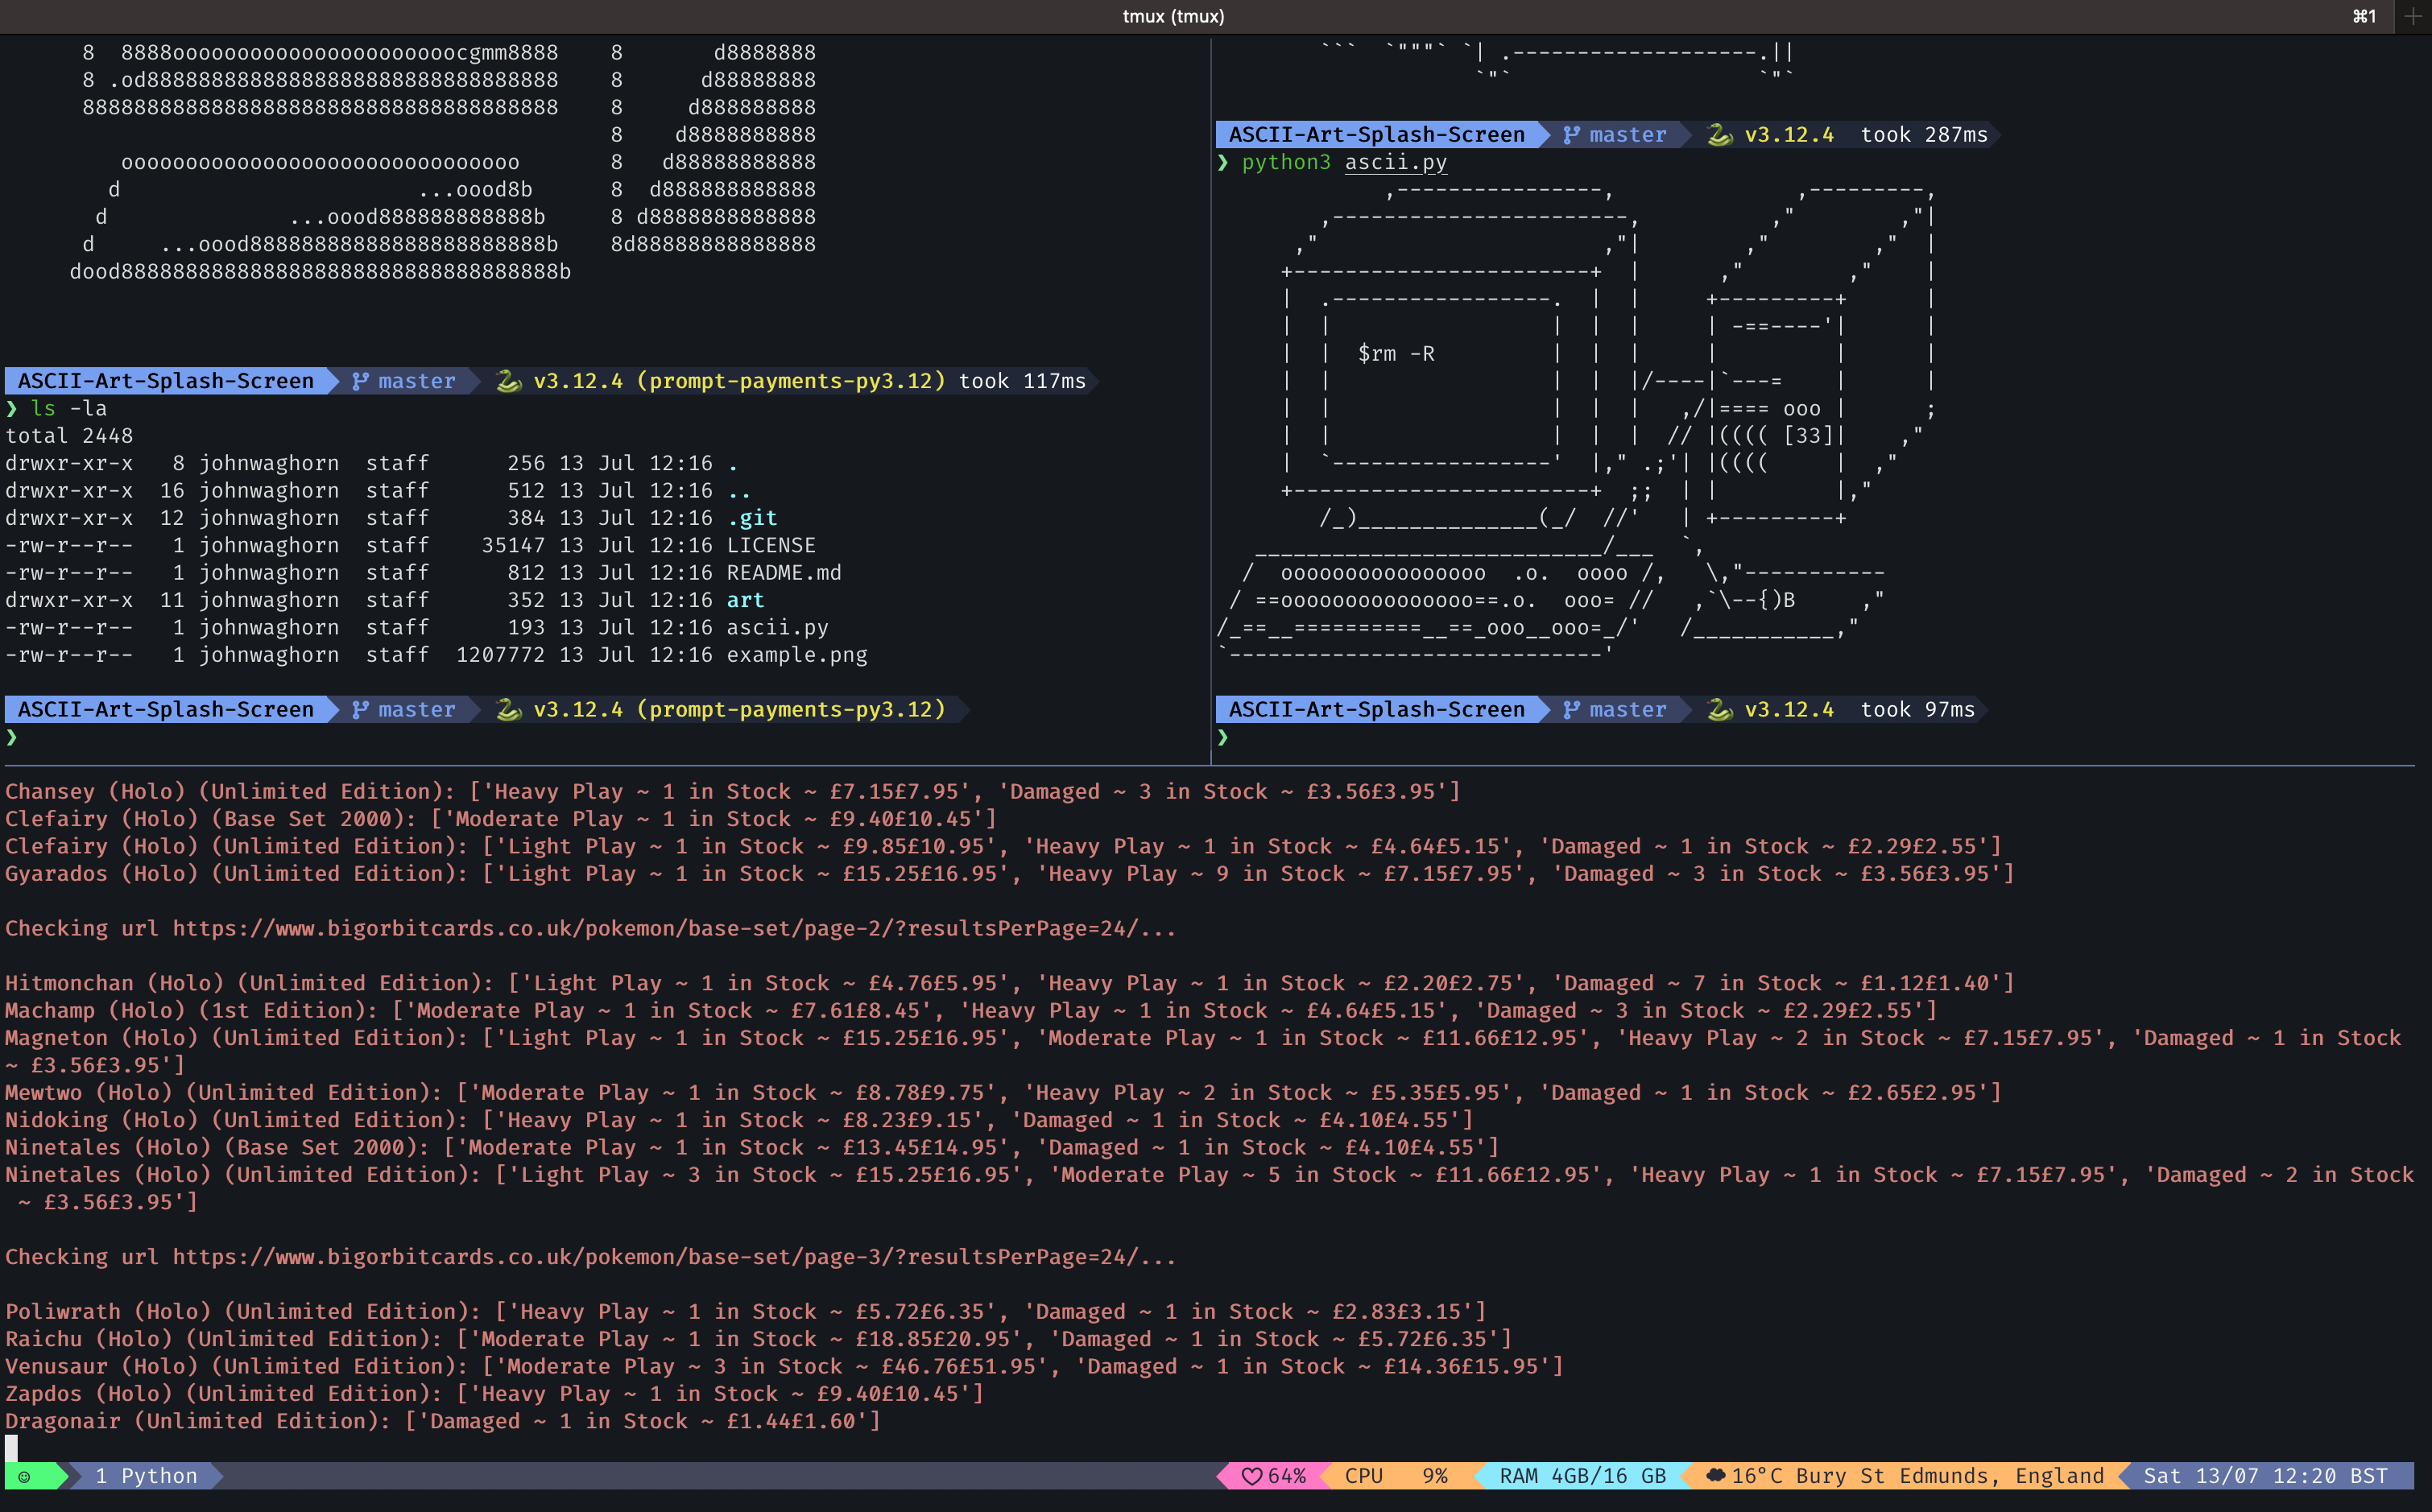 tmux (tmux)
⌘1
8  8888ooooooooooooooooooooooocgmm8888    8       d8888888
8 .od88888888888888888888888888888888    8      d88888888
8888888888888888888888888888888888888    8     d888888888
8    d8888888888
ooooooooooooooooooooooooooooooo       8   d88888888888
d                       ...oood8b      8  d888888888888
d              ...oood888888888888b     8 d8888888888888
d     ...oood88888888888888888888888b    8d88888888888888
dood88888888888888888888888888888888888b
ASCII-Art-Splash-Screen master v3.12.4 (prompt-payments-py3.12) took 117ms
❯ ls -la
total 2448
drwxr-xr-x   8 johnwaghorn  staff      256 13 Jul 12:16 .
drwxr-xr-x  16 johnwaghorn  staff      512 13 Jul 12:16 ..
drwxr-xr-x  12 johnwaghorn  staff      384 13 Jul 12:16 .git
-rw-r--r--   1 johnwaghorn  staff    35147 13 Jul 12:16 LICENSE
-rw-r--r--   1 johnwaghorn  staff      812 13 Jul 12:16 README.md
drwxr-xr-x  11 johnwaghorn  staff      352 13 Jul 12:16 art
-rw-r--r--   1 johnwaghorn  staff      193 13 Jul 12:16 ascii.py
-rw-r--r--   1 johnwaghorn  staff  1207772 13 Jul 12:16 example.png
ASCII-Art-Splash-Screen master v3.12.4 (prompt-payments-py3.12)
❯
ASCII-Art-Splash-Screen master v3.12.4 took 287ms
❯ python3 ascii.py
-==----'
$rm -R
`---=
==== ooo
(((( [33]
((((
oooooooooooooooo  .o.  oooo
==ooooooooooooooo==.o.  ooo=
_==__==========__==_ooo__ooo=_
,`\--{)B
ASCII-Art-Splash-Screen master v3.12.4 took 97ms
❯
Chansey (Holo) (Unlimited Edition): ['Heavy Play ~ 1 in Stock ~ £7.15£7.95', 'Damaged ~ 3 in Stock ~ £3.56£3.95']
Clefairy (Holo) (Base Set 2000): ['Moderate Play ~ 1 in Stock ~ £9.40£10.45']
Clefairy (Holo) (Unlimited Edition): ['Light Play ~ 1 in Stock ~ £9.85£10.95', 'Heavy Play ~ 1 in Stock ~ £4.64£5.15', 'Damaged ~ 1 in Stock ~ £2.29£2.55']
Gyarados (Holo) (Unlimited Edition): ['Light Play ~ 1 in Stock ~ £15.25£16.95', 'Heavy Play ~ 9 in Stock ~ £7.15£7.95', 'Damaged ~ 3 in Stock ~ £3.56£3.95']
Checking url https://www.bigorbitcards.co.uk/pokemon/base-set/page-2/?resultsPerPage=24/...
Hitmonchan (Holo) (Unlimited Edition): ['Light Play ~ 1 in Stock ~ £4.76£5.95', 'Heavy Play ~ 1 in Stock ~ £2.20£2.75', 'Damaged ~ 7 in Stock ~ £1.12£1.40']
Machamp (Holo) (1st Edition): ['Moderate Play ~ 1 in Stock ~ £7.61£8.45', 'Heavy Play ~ 1 in Stock ~ £4.64£5.15', 'Damaged ~ 3 in Stock ~ £2.29£2.55']
Magneton (Holo) (Unlimited Edition): ['Light Play ~ 1 in Stock ~ £15.25£16.95', 'Moderate Play ~ 1 in Stock ~ £11.66£12.95', 'Heavy Play ~ 2 in Stock ~ £7.15£7.95', 'Damaged ~ 1 in Stock
~ £3.56£3.95']
Mewtwo (Holo) (Unlimited Edition): ['Moderate Play ~ 1 in Stock ~ £8.78£9.75', 'Heavy Play ~ 2 in Stock ~ £5.35£5.95', 'Damaged ~ 1 in Stock ~ £2.65£2.95']
Nidoking (Holo) (Unlimited Edition): ['Heavy Play ~ 1 in Stock ~ £8.23£9.15', 'Damaged ~ 1 in Stock ~ £4.10£4.55']
Ninetales (Holo) (Base Set 2000): ['Moderate Play ~ 1 in Stock ~ £13.45£14.95', 'Damaged ~ 1 in Stock ~ £4.10£4.55']
Ninetales (Holo) (Unlimited Edition): ['Light Play ~ 3 in Stock ~ £15.25£16.95', 'Moderate Play ~ 5 in Stock ~ £11.66£12.95', 'Heavy Play ~ 1 in Stock ~ £7.15£7.95', 'Damaged ~ 2 in Stock
~ £3.56£3.95']
Checking url https://www.bigorbitcards.co.uk/pokemon/base-set/page-3/?resultsPerPage=24/...
Poliwrath (Holo) (Unlimited Edition): ['Heavy Play ~ 1 in Stock ~ £5.72£6.35', 'Damaged ~ 1 in Stock ~ £2.83£3.15']
Raichu (Holo) (Unlimited Edition): ['Moderate Play ~ 1 in Stock ~ £18.85£20.95', 'Damaged ~ 1 in Stock ~ £5.72£6.35']
Venusaur (Holo) (Unlimited Edition): ['Moderate Play ~ 3 in Stock ~ £46.76£51.95', 'Damaged ~ 1 in Stock ~ £14.36£15.95']
Zapdos (Holo) (Unlimited Edition): ['Heavy Play ~ 1 in Stock ~ £9.40£10.45']
Dragonair (Unlimited Edition): ['Damaged ~ 1 in Stock ~ £1.44£1.60']
☺ 1 Python ♡ 64% CPU 9% RAM 4GB/16 GB 16°C Bury St Edmunds, England Sat 13/07 12:20 BST